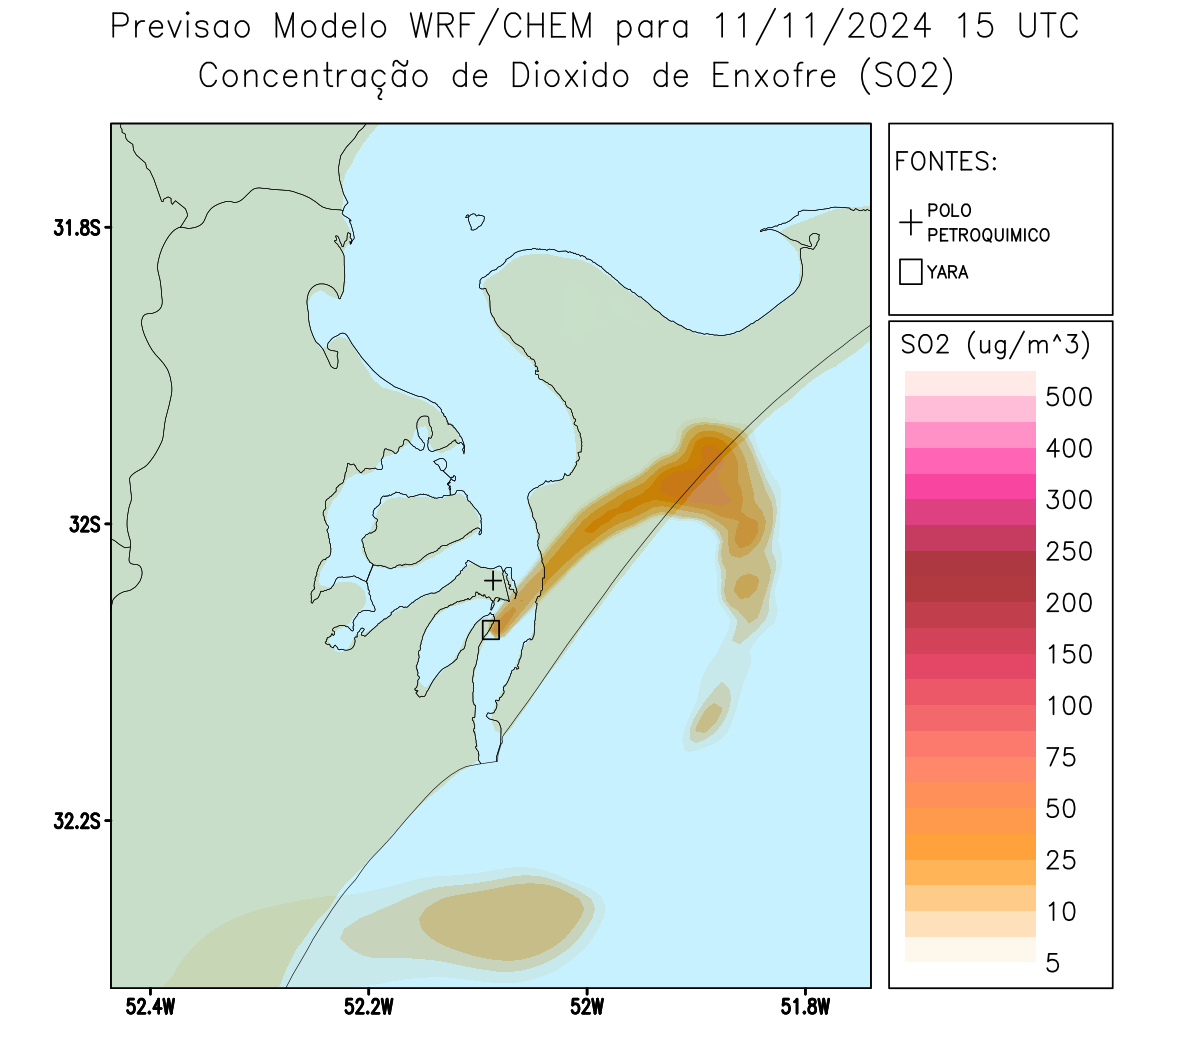 Previsao Modelo WRF/CHEM para 11/11/2024 15 UTC
Concentração de Dioxido de Enxofre (SO2)
FONTES:
POLO
PETROQUIMICO
YARA
SO2 (ug/m^3)
500
400
300
250
200
150
100
75
50
25
10
5
31.8S
32S
32.2S
52.4W
52.2W
52W
51.8W